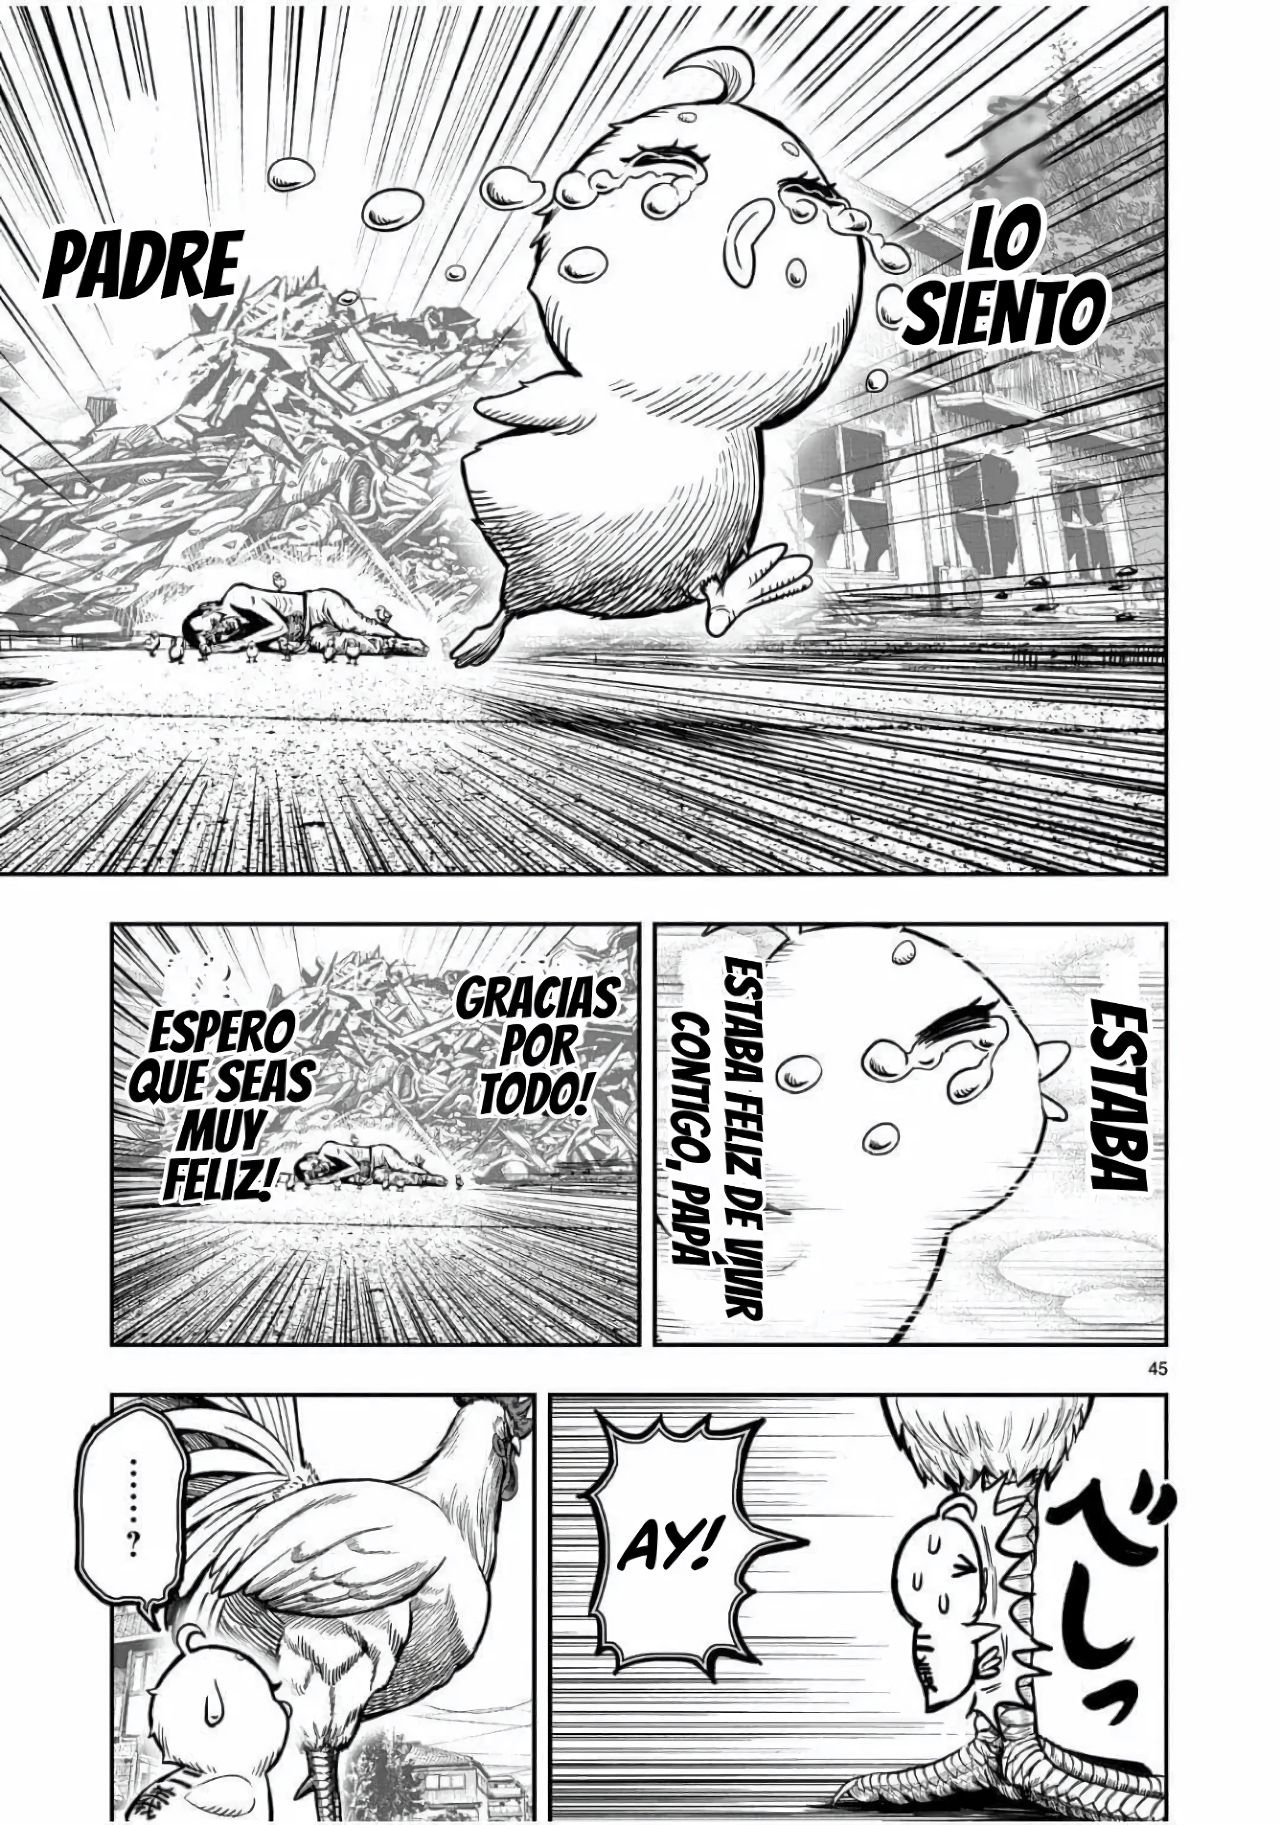 LO
SIENTO
PADRE
ESTABA
ESTABA FELIZ DE VIVIR
CONTIGO, PAPÁ
GRACIAS
POR
TODO!
ESPERO
QUE SEAS
MUY
FELIZ!
45
べしっ
AY!
………?